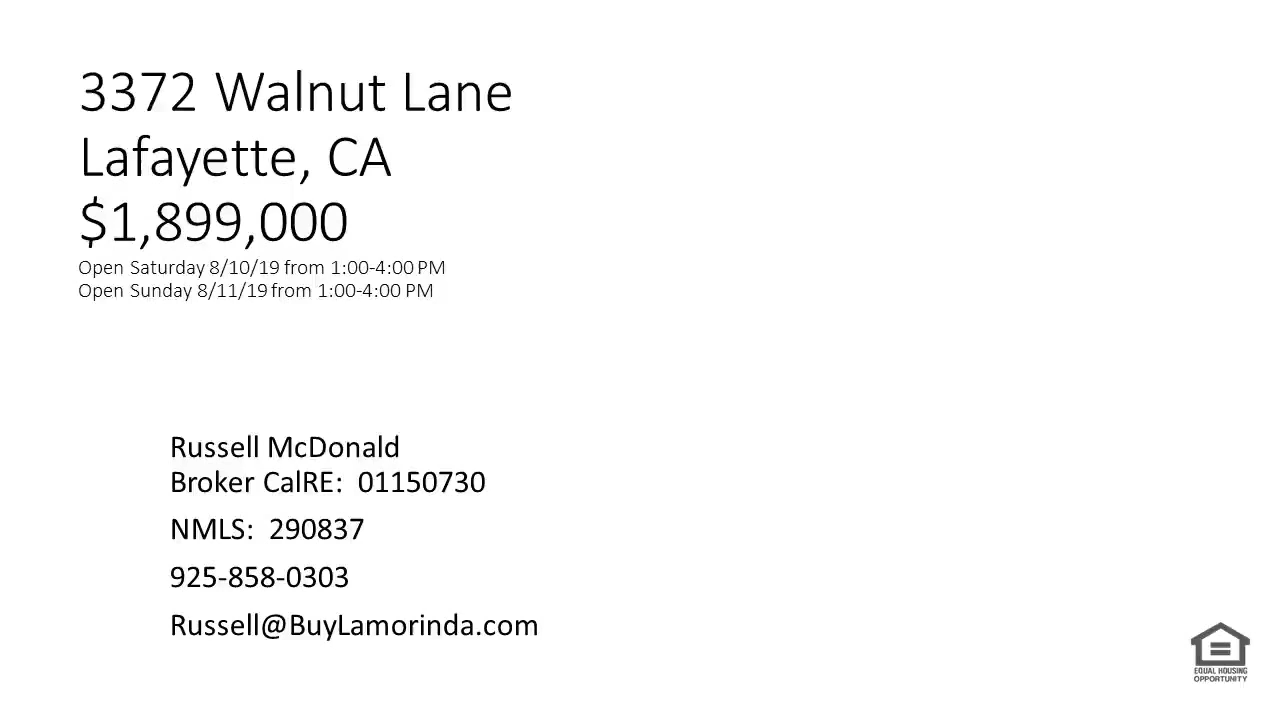 3372 Walnut Lane
Lafayette, CA
$1,899,000
Open Saturday 8/10/19 from 1:00-4:00 PM
Open Sunday 8/11/19 from 1:00-4:00 PM
Russell McDonald
Broker CalRE:  01150730
NMLS:  290837
925-858-0303
Russell@BuyLamorinda.com
EQUAL HOUSING
OPPORTUNITY